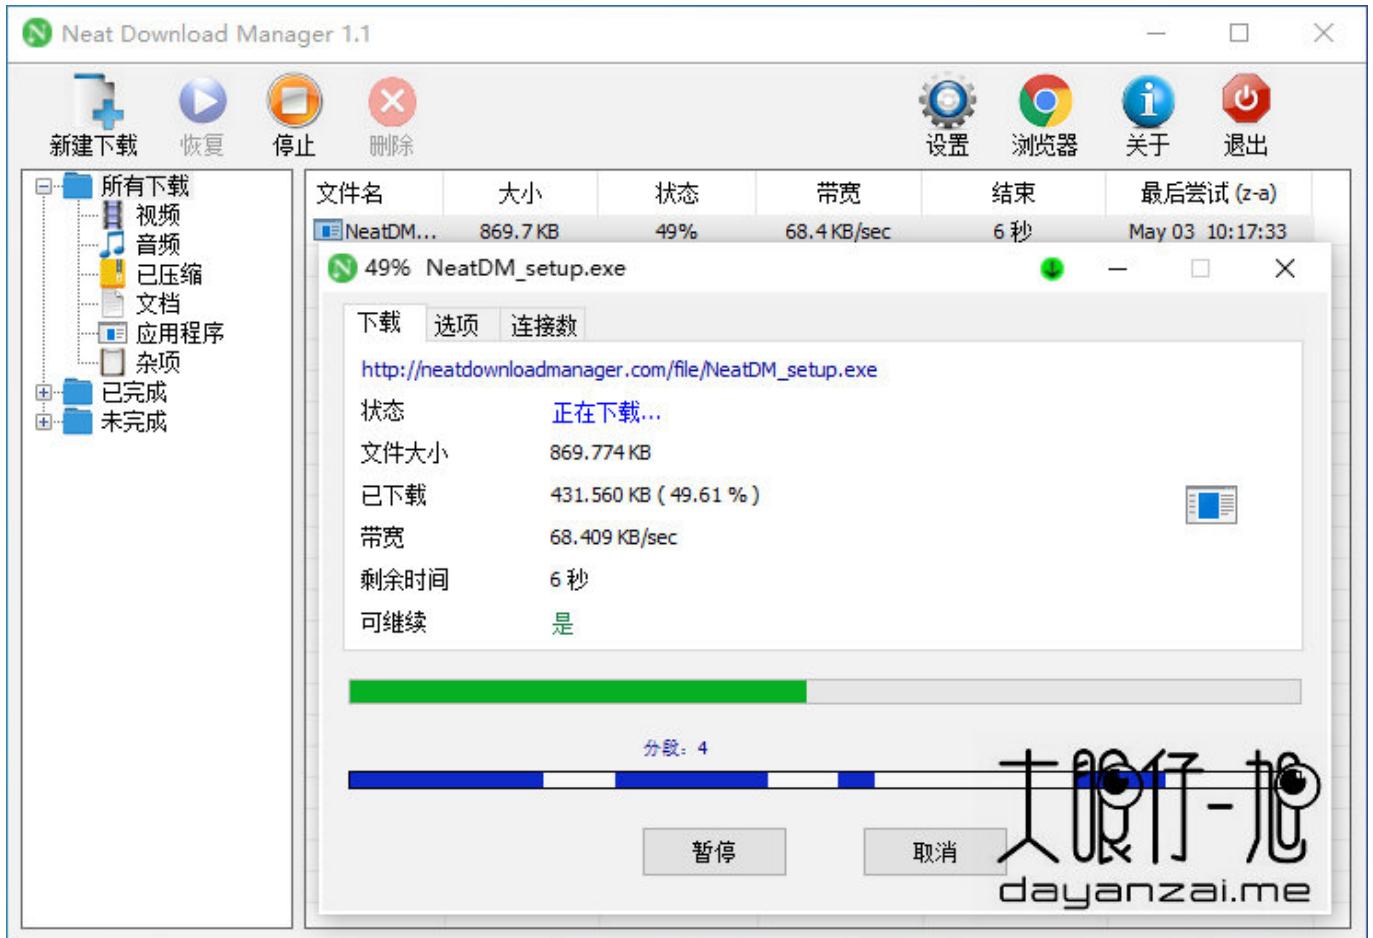 Neat Download Manager 1.1
新建下载 恢复 停止 删除 设置 浏览器 关于 退出
所有下载
视频
音频
已压缩
文档
应用程序
杂项
已完成
未完成
文件名 大小 状态 带宽 结束 最后尝试 (z-a)
NeatDM... 869.7 KB 49% 68.4 KB/sec 6 秒 May 03 10:17:33
49% NeatDM_setup.exe
下载 选项 连接数
http://neatdownloadmanager.com/file/NeatDM_setup.exe
状态 正在下载...
文件大小 869.774 KB
已下载 431.560 KB ( 49.61 % )
带宽 68.409 KB/sec
剩余时间 6 秒
可继续 是
分段: 4
暂停 取消
大眼仔-旭
dayanzai.me